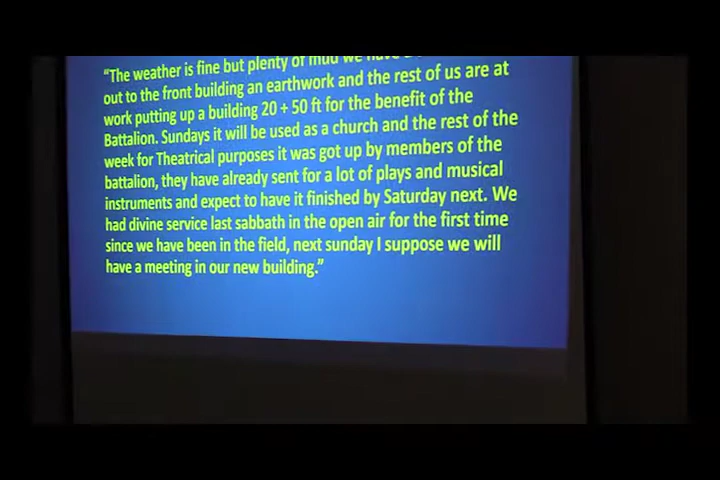 "The weather is fine but plenty of mud we have
out to the front building an earthwork and the rest of us are at
work putting up a building 20 + 50 ft for the benefit of the
Battalion. Sundays it will be used as a church and the rest of the
week for Theatrical purposes it was got up by members of the
battalion, they have already sent for a lot of plays and musical
instruments and expect to have it finished by Saturday next. We
had divine service last sabbath in the open air for the first time
since we have been in the field, next sunday I suppose we will
have a meeting in our new building."